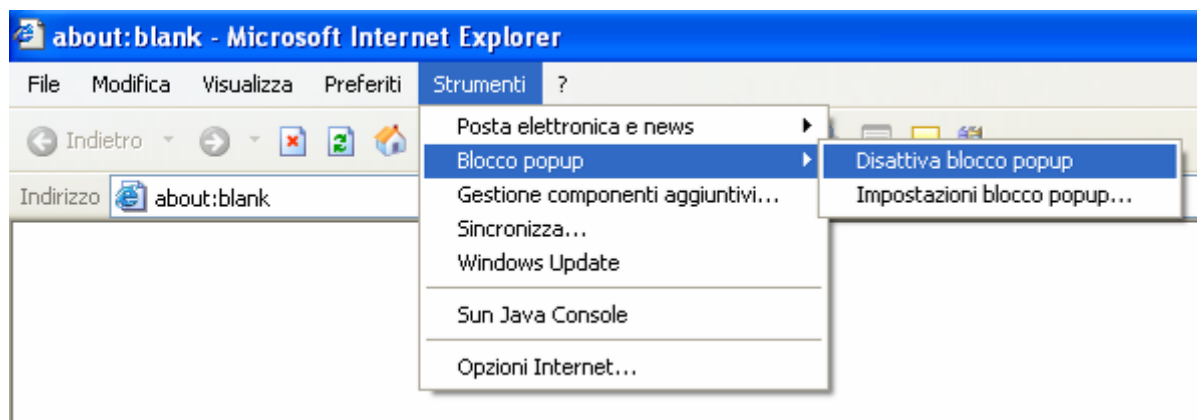 about:blank - Microsoft Internet Explorer
File Modifica Visualizza Preferiti Strumenti ?
Indietro
Indirizzo about:blank
Posta elettronica e news
Blocco popup
Gestione componenti aggiuntivi...
Sincronizza...
Windows Update
Sun Java Console
Opzioni Internet...
Disattiva blocco popup
Impostazioni blocco popup...